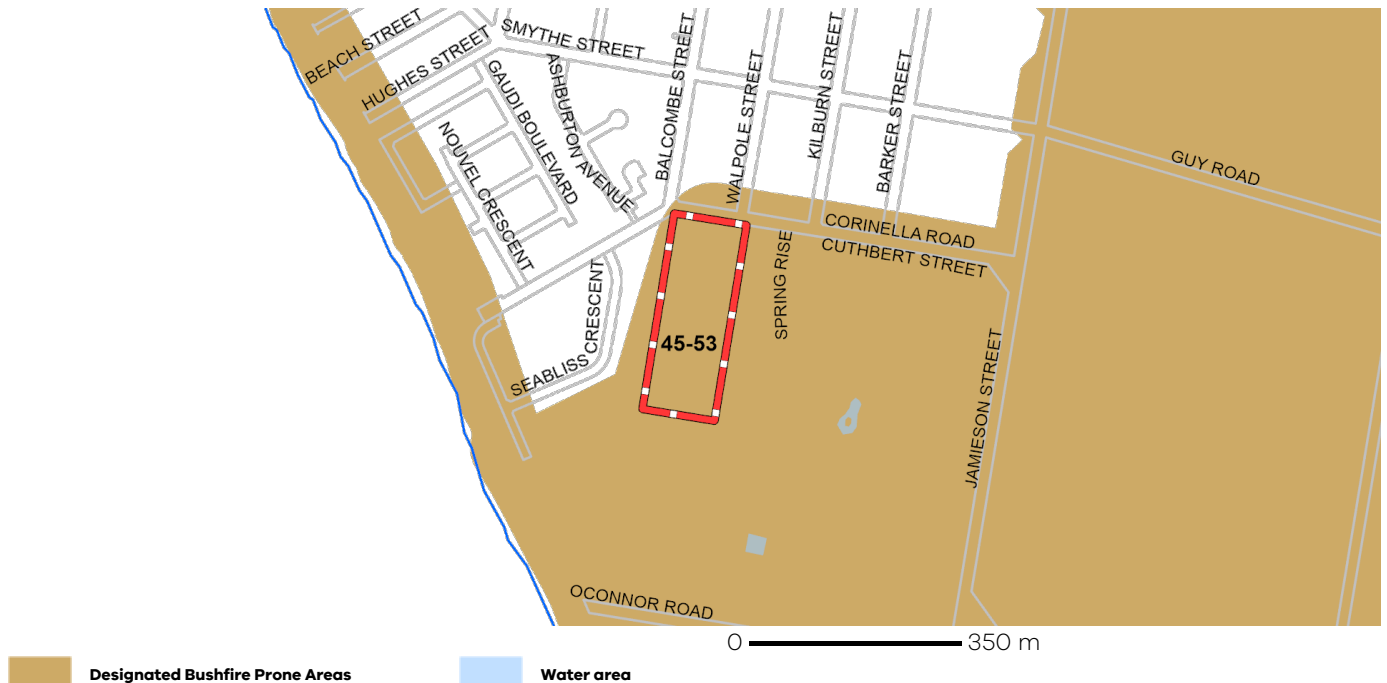 BEACH STREET
HUGHES STREET
SMYTHE STREET
GAUDI BOULEVARD
ASHBURTON AVENUE
NOUVEL CRESCENT
BALCOMBE STREET
WALPOLE STREET
KILBURN STREET
BARKER STREET
GUY ROAD
CORINELLA ROAD
CUTHBERT STREET
SPRING RISE
SEABLISS CRESCENT
45-53
JAMIESON STREET
OCONNOR ROAD
0 350 m
Designated Bushfire Prone Areas
Water area